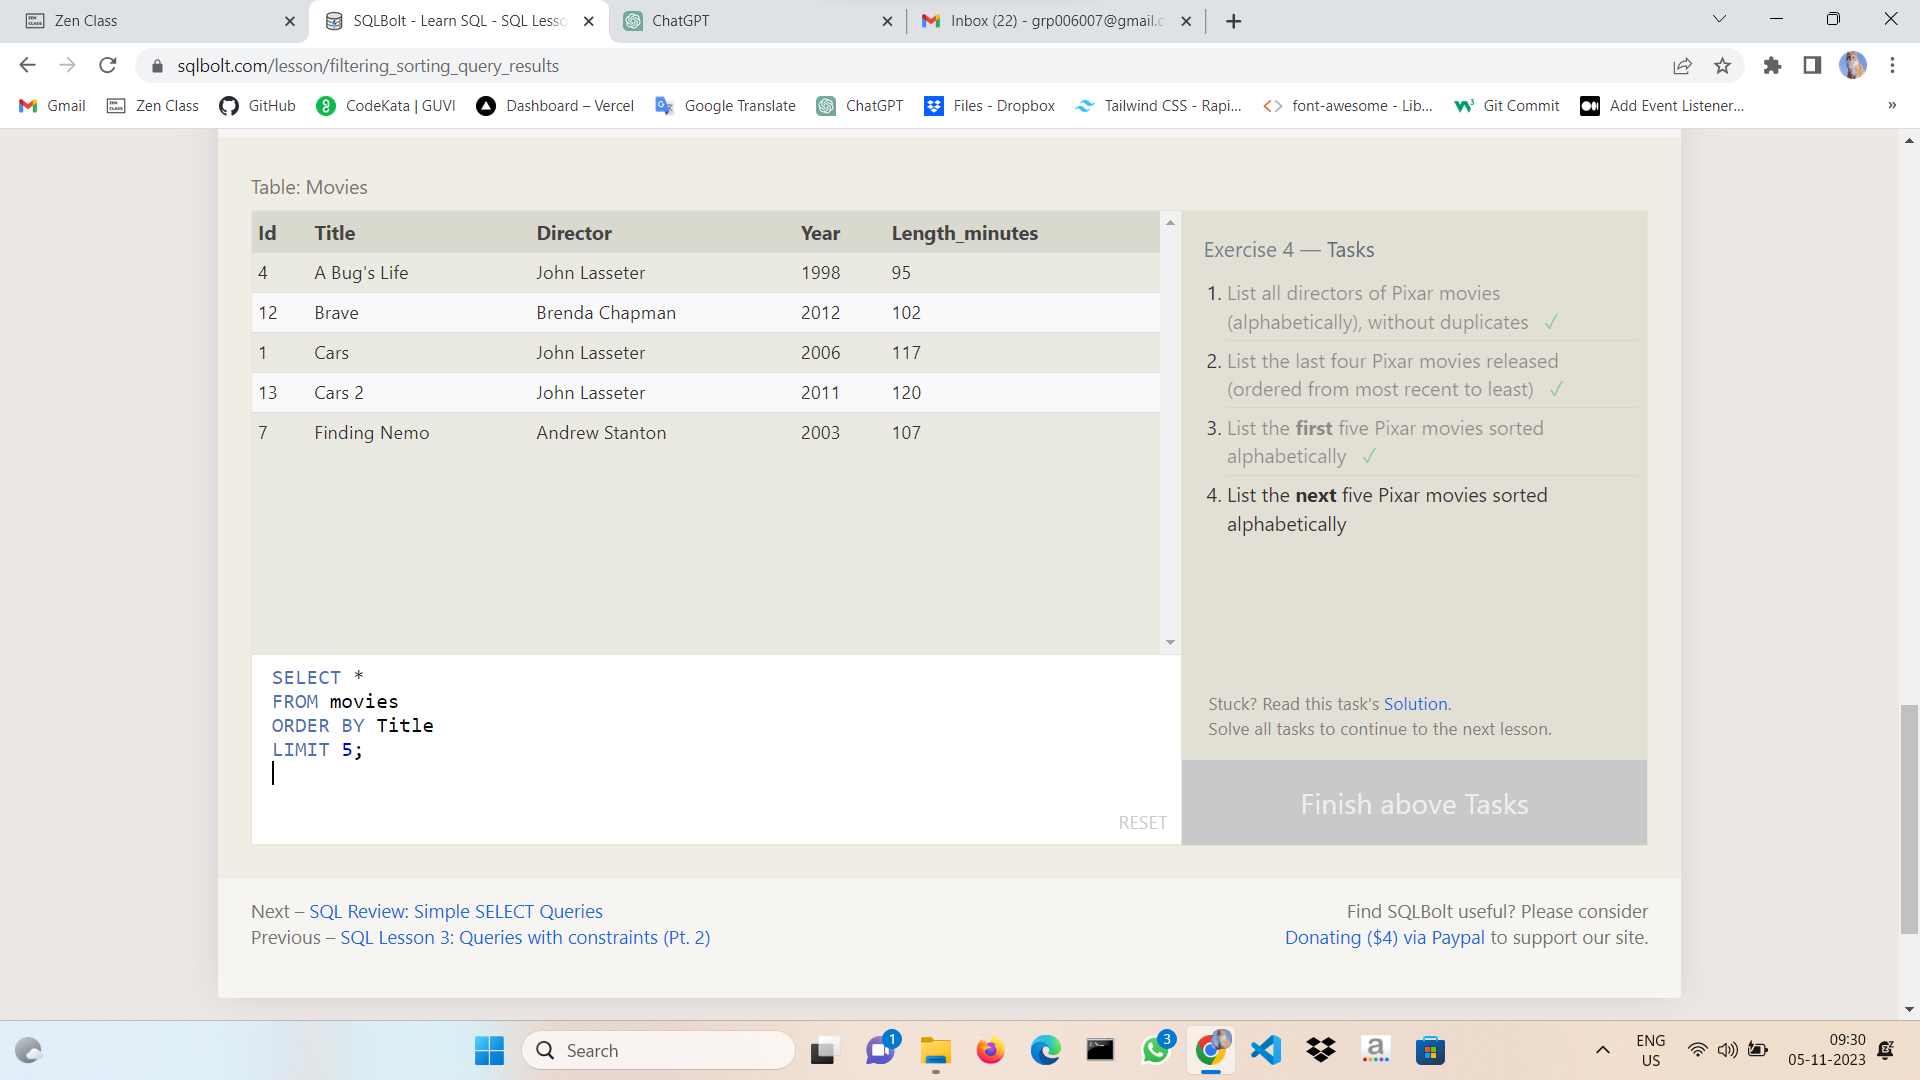 Zen Class
SQLBolt - Learn SQL - SQL Lesso
ChatGPT
Inbox (22) - grp006007@gmail.c
sqlbolt.com/lesson/filtering_sorting_query_results
Gmail
Zen Class
GitHub
CodeKata | GUVI
Dashboard – Vercel
Google Translate
ChatGPT
Files - Dropbox
Tailwind CSS - Rapi...
font-awesome - Lib...
Git Commit
Add Event Listener...
»
Table: Movies
Id Title Director Year Length_minutes
4 A Bug's Life John Lasseter 1998 95
12 Brave Brenda Chapman 2012 102
1 Cars John Lasseter 2006 117
13 Cars 2 John Lasseter 2011 120
7 Finding Nemo Andrew Stanton 2003 107
SELECT *
FROM movies
ORDER BY Title
LIMIT 5;
RESET
Exercise 4 — Tasks
1. List all directors of Pixar movies
(alphabetically), without duplicates ✓
2. List the last four Pixar movies released
(ordered from most recent to least) ✓
3. List the first five Pixar movies sorted
alphabetically ✓
4. List the next five Pixar movies sorted
alphabetically
Stuck? Read this task's Solution.
Solve all tasks to continue to the next lesson.
Finish above Tasks
Next – SQL Review: Simple SELECT Queries
Previous – SQL Lesson 3: Queries with constraints (Pt. 2)
Find SQLBolt useful? Please consider
Donating ($4) via Paypal to support our site.
Search
1
3
a
ENG
US
09:30
05-11-2023